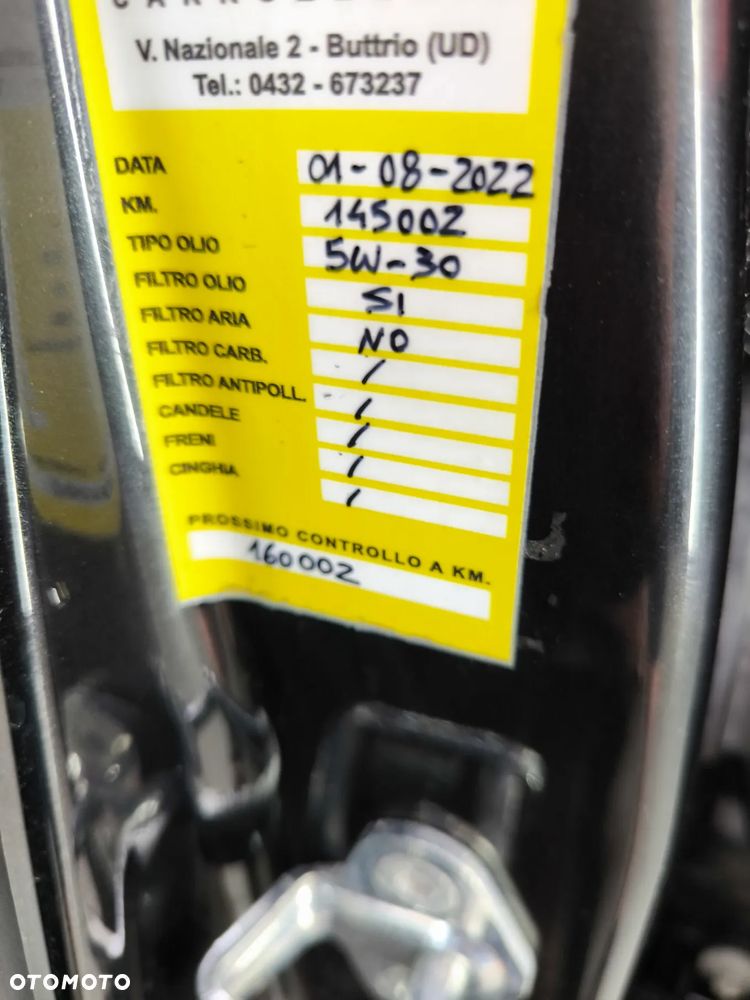 V. Nazionale 2 - Buttrio (UD)
Tel.: 0432 - 673237
DATA 01-08-2022
KM. 145002
TIPO OLIO 5W-30
FILTRO OLIO SI
FILTRO ARIA NO
FILTRO CARB. /
FILTRO ANTIPOLL. /
CANDELE /
FRENI /
CINGHIA /
PROSSIMO CONTROLLO A KM.
160002
OTOMOTO